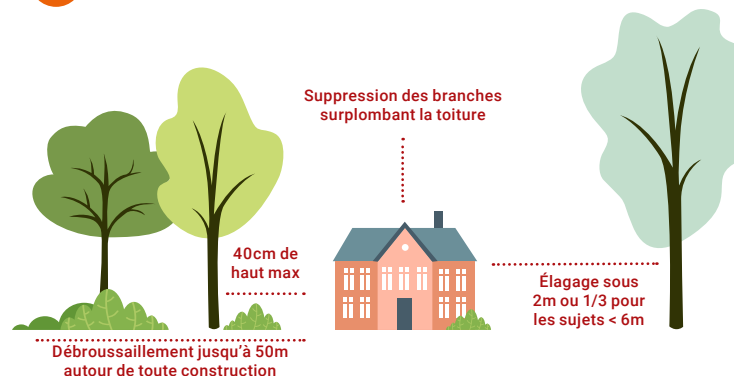 Suppression des branches
surplombant la toiture
40cm de
haut max
Élagage sous
2m ou 1/3 pour
les sujets < 6m
Débroussaillement jusqu'à 50m
autour de toute construction